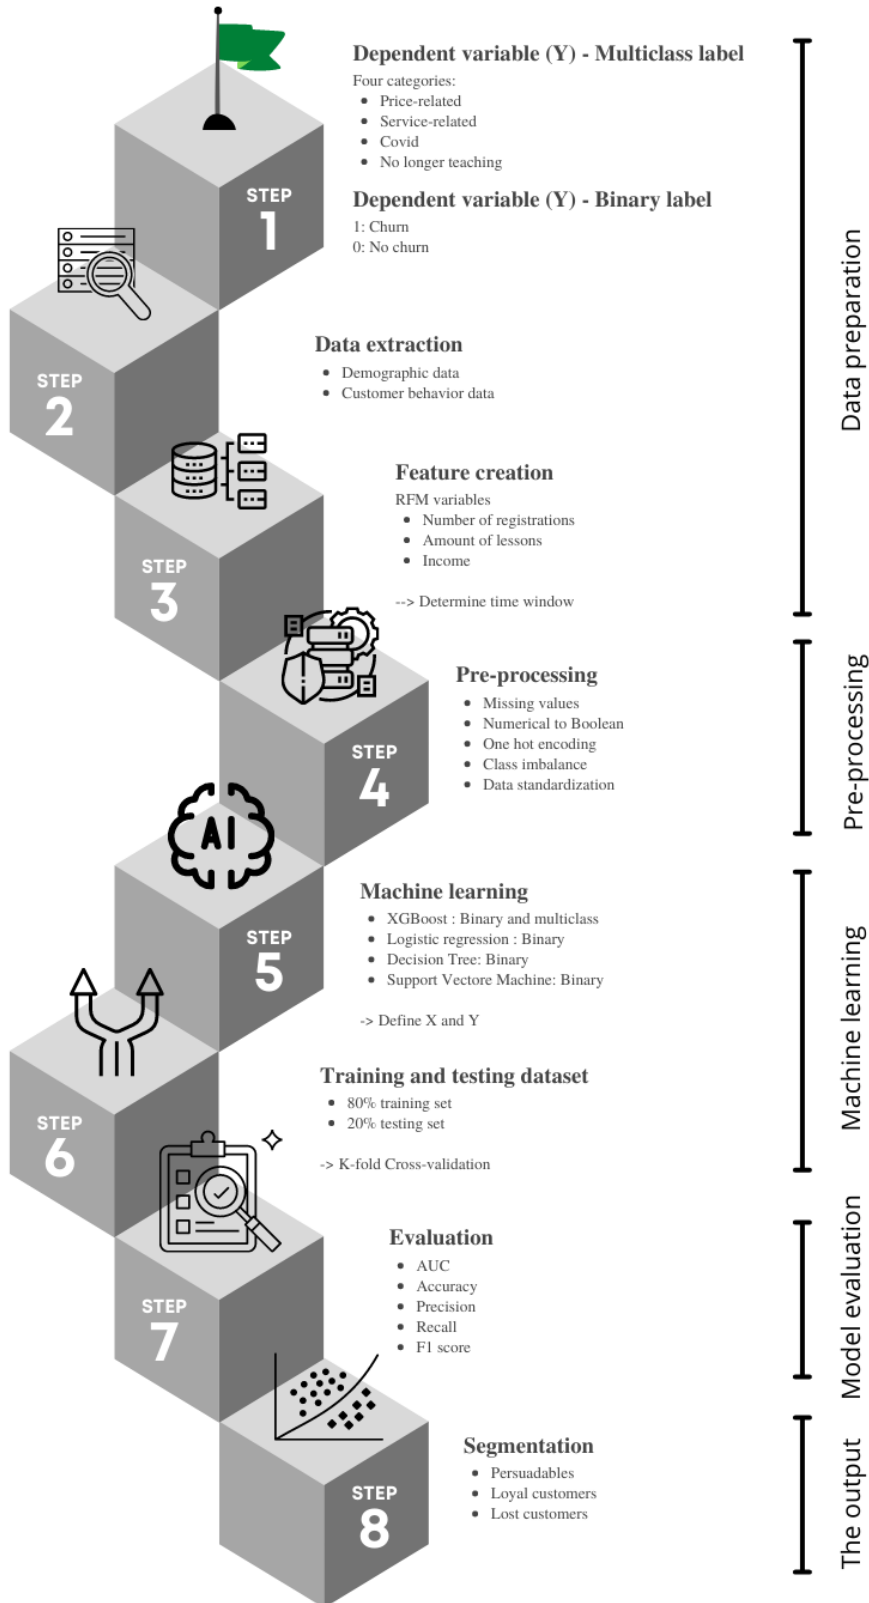 Dependent variable (Y) - Multiclass label
Four categories:
Price-related
Service-related
Covid
No longer teaching
STEP
1
Dependent variable (Y) - Binary label
1: Churn
0: No churn
Data preparation
STEP
2
Data extraction
Demographic data
Customer behavior data
STEP
3
Feature creation
RFM variables
Number of registrations
Amount of lessons
Income
--> Determine time window
STEP
4
Pre-processing
Missing values
Numerical to Boolean
One hot encoding
Class imbalance
Data standardization
Pre-processing
AI
STEP
5
Machine learning
XGBoost : Binary and multiclass
Logistic regression : Binary
Decision Tree: Binary
Support Vectore Machine: Binary
-> Define X and Y
Machine learning
STEP
6
Training and testing dataset
80% training set
20% testing set
-> K-fold Cross-validation
STEP
7
Evaluation
AUC
Accuracy
Precision
Recall
F1 score
Model evaluation
STEP
8
Segmentation
Persuadables
Loyal customers
Lost customers
The output